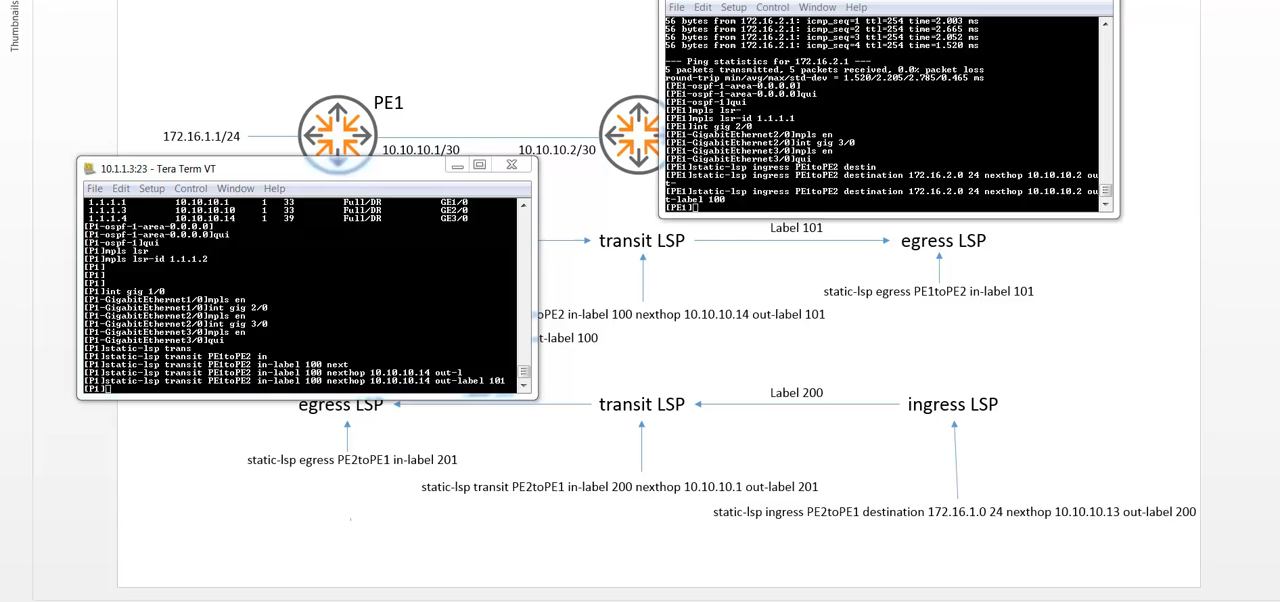 Thumbnails
File Edit Setup Control Window Help
56 bytes from 172.16.2.1: icmp_seq=1 ttl=254 time=2.003 ms
56 bytes from 172.16.2.1: icmp_seq=2 ttl=254 time=2.665 ms
56 bytes from 172.16.2.1: icmp_seq=3 ttl=254 time=2.052 ms
56 bytes from 172.16.2.1: icmp_seq=4 ttl=254 time=1.520 ms
--- Ping statistics for 172.16.2.1 ---
5 packets transmitted, 5 packets received, 0.0% packet loss
round-trip min/avg/max/std-dev = 1.520/2.205/2.785/0.465 ms
[PE1-ospf-1-area-0.0.0.0]
[PE1-ospf-1-area-0.0.0.0]qui
[PE1-ospf-1]qui
[PE1]mpls lsr-
[PE1]mpls lsr-id 1.1.1.1
[PE1]int gig 2/0
[PE1-GigabitEthernet2/0]mpls en
[PE1-GigabitEthernet2/0]int gig 3/0
[PE1-GigabitEthernet3/0]mpls en
[PE1-GigabitEthernet3/0]qui
[PE1]static-lsp ingress PE1toPE2 destin
[PE1]static-lsp ingress PE1toPE2 destination 172.16.2.0 24 nexthop 10.10.10.2 ou
t-
[PE1]static-lsp ingress PE1toPE2 destination 172.16.2.0 24 nexthop 10.10.10.2 ou
t-label 100
[PE1]
PE1
172.16.1.1/24
10.10.10.1/30
10.10.10.2/30
10.1.1.3:23 - Tera Term VT
File Edit Setup Control Window Help
1.1.1.1 10.10.10.1 1 33 Full/DR GE1/0
1.1.1.3 10.10.10.10 1 33 Full/DR GE2/0
1.1.1.4 10.10.10.14 1 39 Full/DR GE3/0
[P1-ospf-1-area-0.0.0.0]
[P1-ospf-1-area-0.0.0.0]qui
[P1-ospf-1]qui
[P1]mpls lsr
[P1]mpls lsr-id 1.1.1.2
[P1]
[P1]
[P1]
[P1]int gig 1/0
[P1-GigabitEthernet1/0]mpls en
[P1-GigabitEthernet1/0]int gig 2/0
[P1-GigabitEthernet2/0]mpls en
[P1-GigabitEthernet2/0]int gig 3/0
[P1-GigabitEthernet3/0]mpls en
[P1-GigabitEthernet3/0]qui
[P1]static-lsp trans
[P1]static-lsp transit PE1toPE2 in
[P1]static-lsp transit PE1toPE2 in-label 100 next
[P1]static-lsp transit PE1toPE2 in-label 100 nexthop 10.10.10.14 out-l
[P1]static-lsp transit PE1toPE2 in-label 100 nexthop 10.10.10.14 out-label 101
[P1]
transit LSP
Label 101
egress LSP
static-lsp egress PE1toPE2 in-label 101
oPE2 in-label 100 nexthop 10.10.10.14 out-label 101
t-label 100
egress LSP
transit LSP
Label 200
ingress LSP
static-lsp egress PE2toPE1 in-label 201
static-lsp transit PE2toPE1 in-label 200 nexthop 10.10.10.1 out-label 201
static-lsp ingress PE2toPE1 destination 172.16.1.0 24 nexthop 10.10.10.13 out-label 200